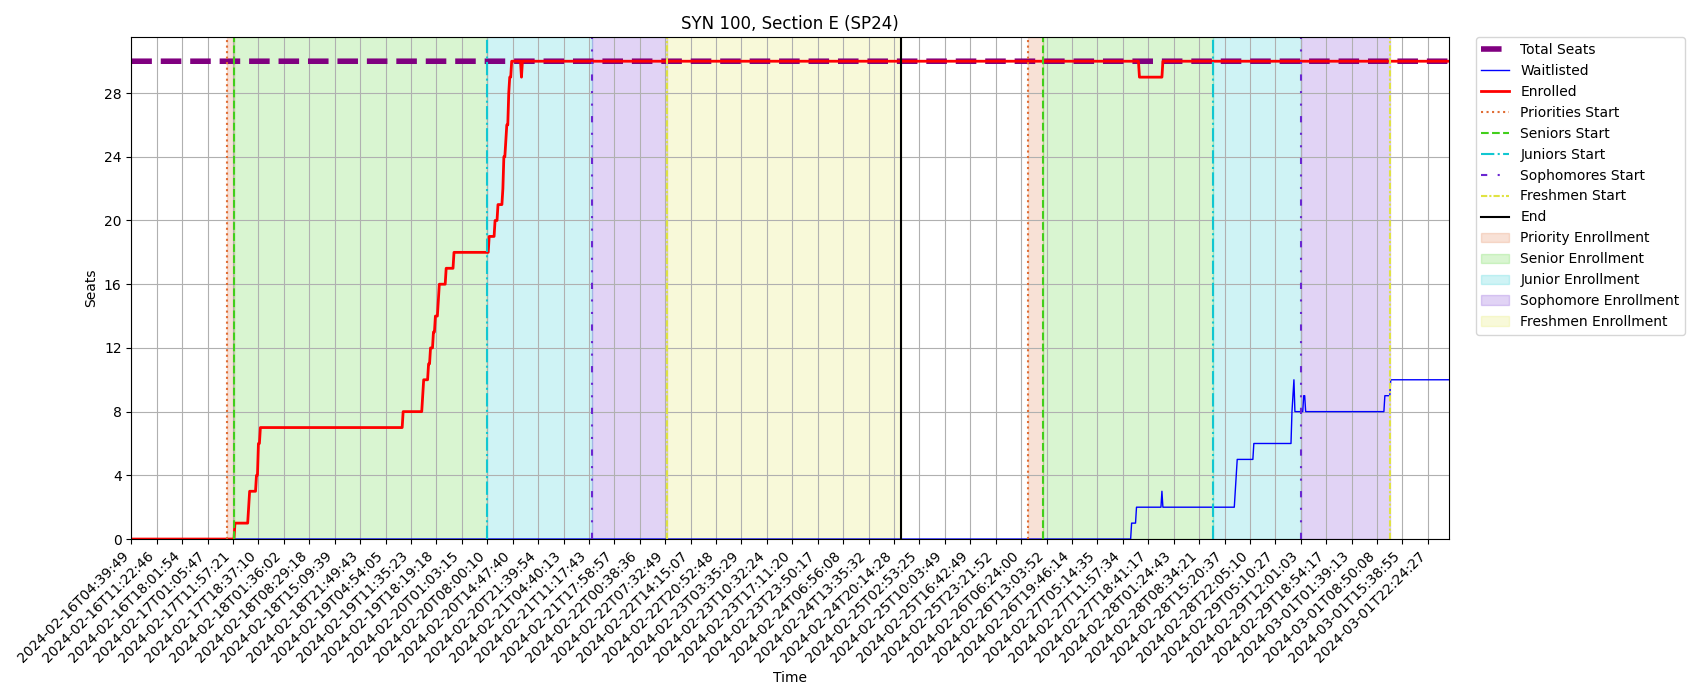 SYN 100, Section E (SP24)
Total Seats
Waitlisted
Enrolled
Priorities Start
Seniors Start
Juniors Start
Sophomores Start
Freshmen Start
End
Priority Enrollment
Senior Enrollment
Junior Enrollment
Sophomore Enrollment
Freshmen Enrollment
Seats
28
24
20
16
12
8
4
0
2024-02-16T04:39:49
2024-02-16T11:22:46
2024-02-16T18:01:54
2024-02-17T01:05:47
2024-02-17T11:57:21
2024-02-17T18:37:10
2024-02-18T01:36:02
2024-02-18T08:29:18
2024-02-18T15:09:39
2024-02-18T21:49:43
2024-02-19T04:54:05
2024-02-19T11:35:23
2024-02-19T18:19:18
2024-02-20T01:03:15
2024-02-20T08:00:10
2024-02-20T14:47:40
2024-02-20T21:39:54
2024-02-21T04:40:13
2024-02-21T11:17:43
2024-02-21T17:58:57
2024-02-22T00:38:36
2024-02-22T07:32:49
2024-02-22T14:15:07
2024-02-22T20:52:48
2024-02-23T03:35:29
2024-02-23T10:32:24
2024-02-23T17:11:20
2024-02-23T23:50:17
2024-02-24T06:56:08
2024-02-24T13:35:32
2024-02-24T20:14:28
2024-02-25T02:53:25
2024-02-25T10:03:49
2024-02-25T16:42:49
2024-02-25T23:21:52
2024-02-26T06:24:00
2024-02-26T13:03:52
2024-02-26T19:46:14
2024-02-27T05:14:35
2024-02-27T11:57:34
2024-02-27T18:41:17
2024-02-28T01:24:43
2024-02-28T08:34:21
2024-02-28T15:20:37
2024-02-28T22:05:10
2024-02-29T05:10:27
2024-02-29T12:01:03
2024-02-29T18:54:17
2024-03-01T01:39:13
2024-03-01T08:50:08
2024-03-01T15:38:55
2024-03-01T22:24:27
Time